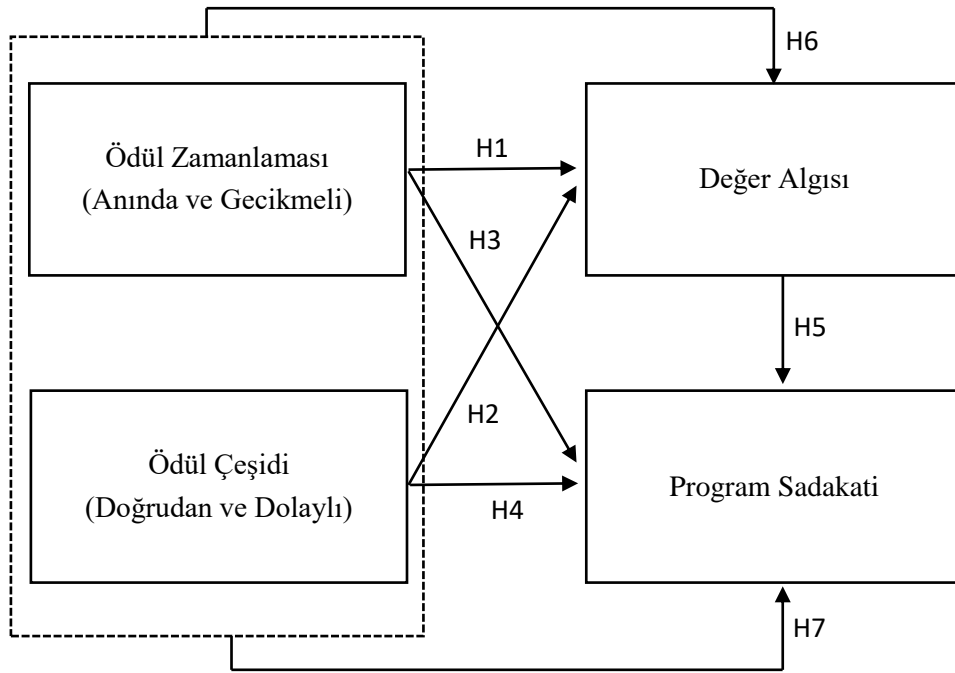 H6
Ödül Zamanlaması
(Anında ve Gecikmeli)
H1
Değer Algısı
H3
H5
H2
Ödül Çeşidi
(Doğrudan ve Dolaylı)
H4
Program Sadakati
H7